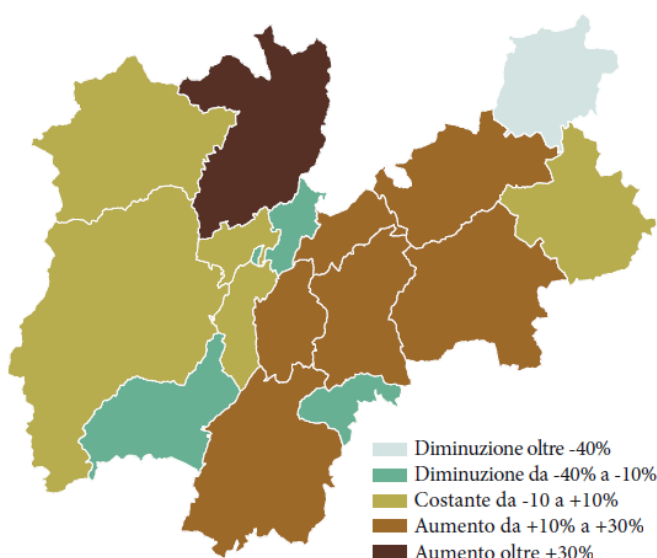 Diminuzione oltre -40%
Diminuzione da -40% a -10%
Costante da -10 a +10%
Aumento da +10% a +30%
Aumento oltre +30%